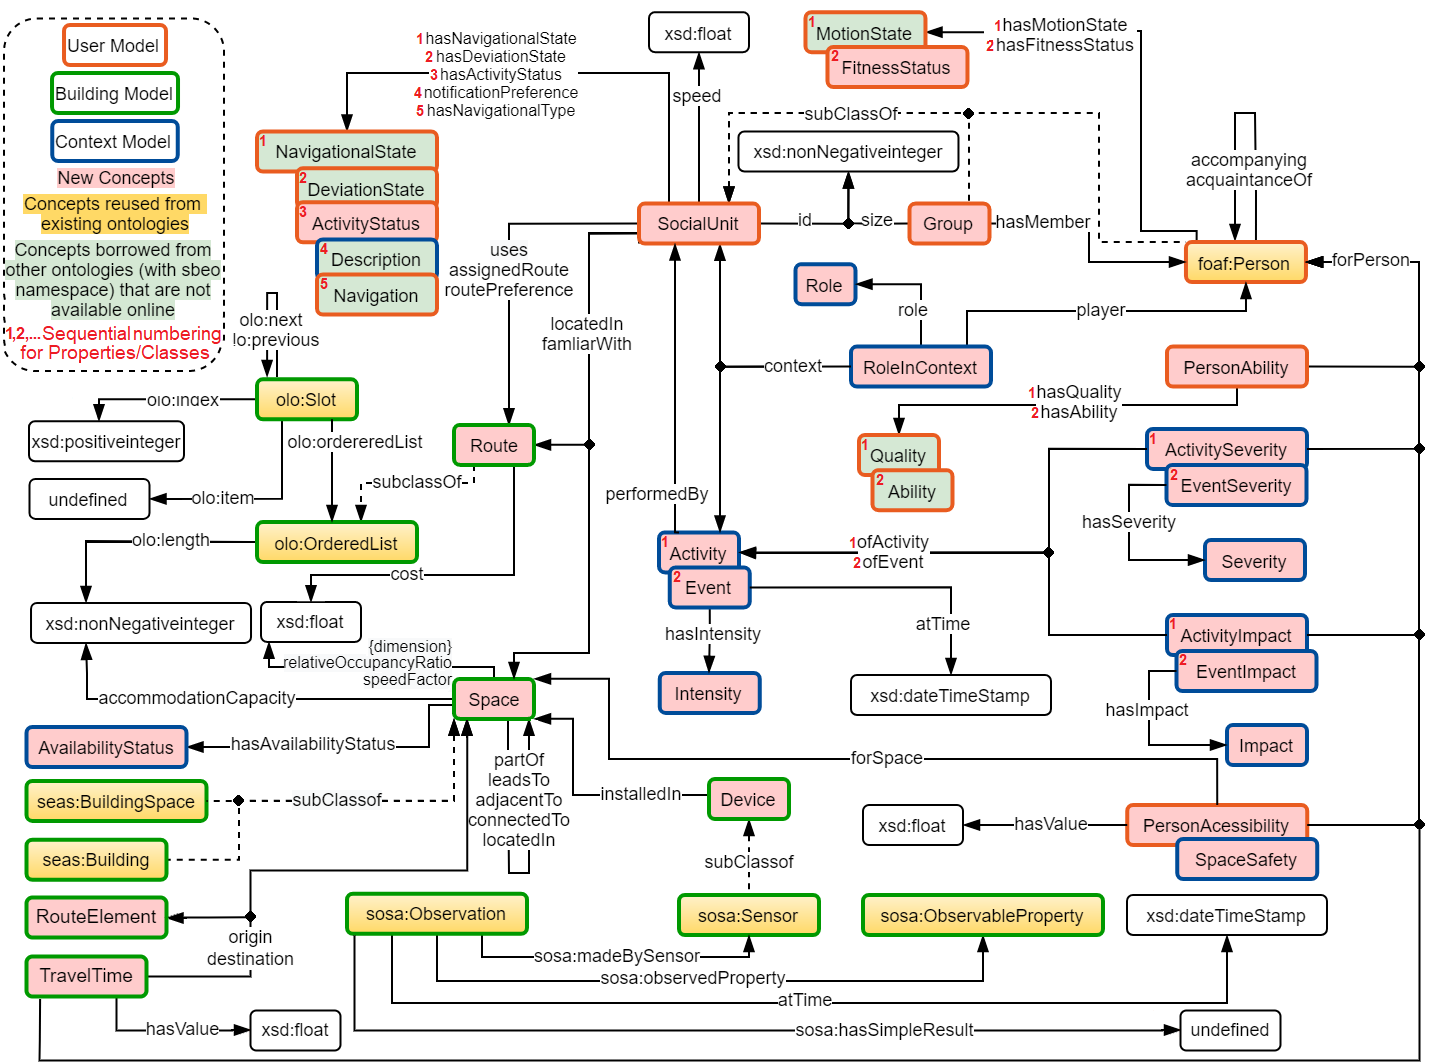 User Model
Building Model
Context Model
New Concepts
Concepts reused from
existing ontologies
Concepts borrowed from
other ontologies (with sbeo
namespace) that are not
available online
1,2,... Sequential numbering
for Properties/Classes
1 hasNavigationalState
2 hasDeviationState
3 hasActivityStatus
4 notificationPreference
5 hasNavigationalType
1 NavigationalState
2 DeviationState
3 ActivityStatus
4 Description
5 Navigation
xsd:float
speed
1 MotionState
2 FitnessStatus
1 hasMotionState
2 hasFitnessStatus
subClassOf
xsd:nonNegativeinteger
accompanying
acquaintanceOf
SocialUnit
id
size
Group
hasMember
foaf:Person
forPerson
uses
assignedRoute
routePreference
locatedIn
famliarWith
Role
role
player
context
RoleInContext
PersonAbility
1 hasQuality
2 hasAbility
1 Quality
2 Ability
olo:next
lo:previous
olo:Slot
olo:index
xsd:positiveinteger
olo:ordereredList
undefined
olo:item
Route
subclassOf
olo:OrderedList
olo:length
cost
xsd:nonNegativeinteger
xsd:float
performedBy
1 Activity
2 Event
1 ofActivity
2 ofEvent
1 ActivitySeverity
2 EventSeverity
hasSeverity
Severity
hasIntensity
Intensity
atTime
xsd:dateTimeStamp
1 ActivityImpact
2 EventImpact
hasImpact
Impact
{dimension}
relativeOccupancyRatio
speedFactor
accommodationCapacity
Space
AvailabilityStatus
hasAvailabilityStatus
partOf
leadsTo
adjacentTo
connectedTo
locatedIn
forSpace
seas:BuildingSpace
subClassof
seas:Building
installedIn
Device
subClassof
xsd:float
hasValue
PersonAcessibility
SpaceSafety
RouteElement
origin
destination
TravelTime
hasValue
xsd:float
sosa:Observation
sosa:Sensor
sosa:ObservableProperty
xsd:dateTimeStamp
sosa:madeBySensor
sosa:observedProperty
atTime
sosa:hasSimpleResult
undefined